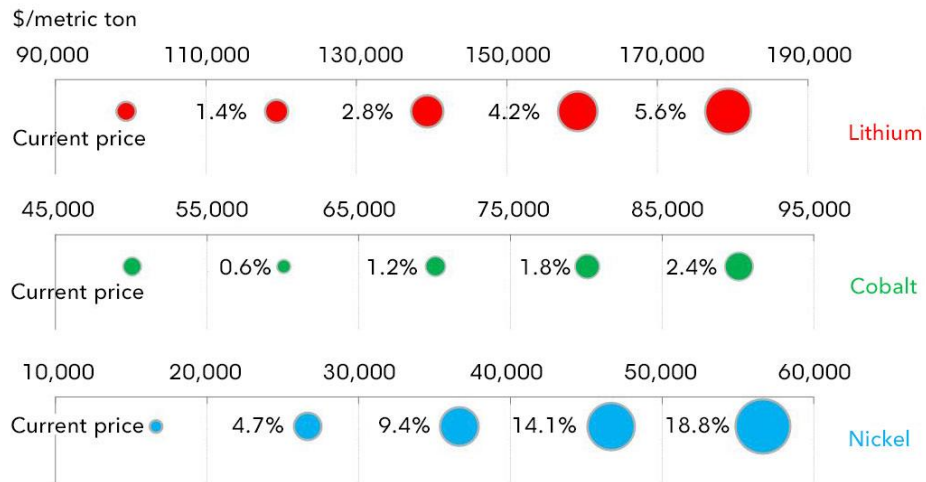 $/metric ton
90,000 110,000 130,000 150,000 170,000 190,000
1.4% 2.8% 4.2% 5.6%
Current price Lithium
45,000 55,000 65,000 75,000 85,000 95,000
0.6% 1.2% 1.8% 2.4%
Current price Cobalt
10,000 20,000 30,000 40,000 50,000 60,000
Current price 4.7% 9.4% 14.1% 18.8% Nickel